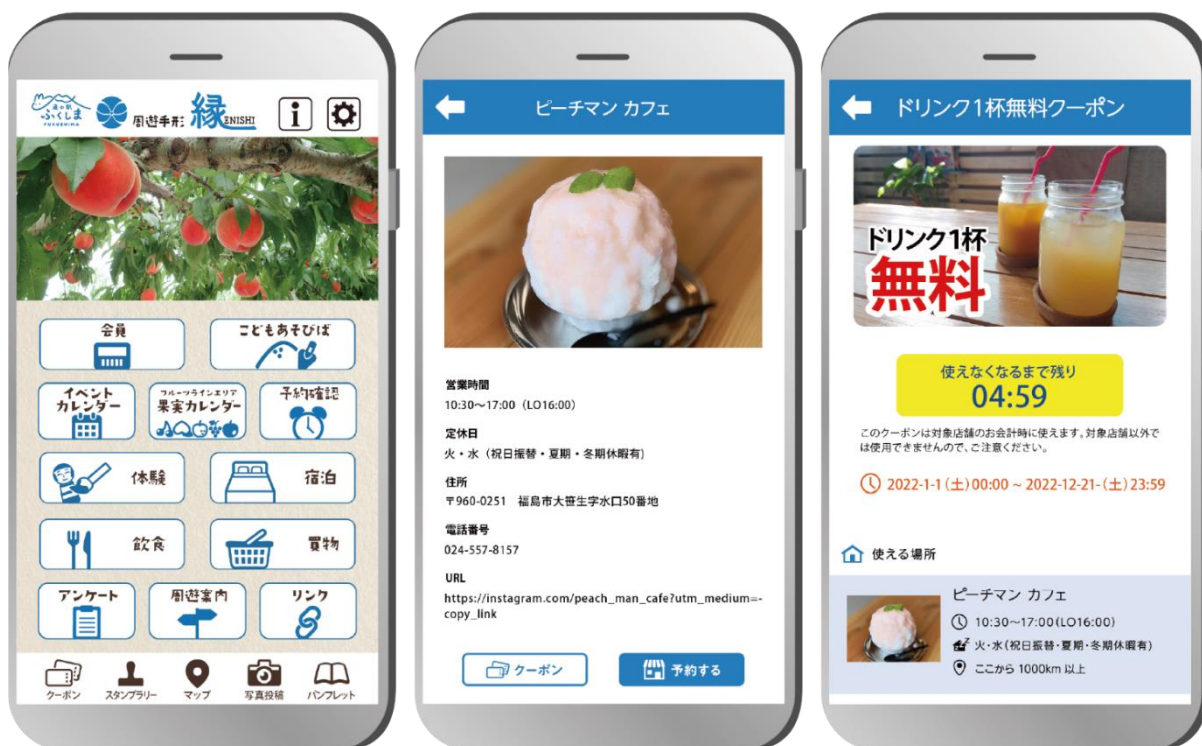 道の駅
ふくしま
FUKUSHIMA
周遊手形 縁 ENISHI
i
会員
こどもあそびば
イベント
カレンダー
フルーツラインエリア
果実カレンダー
予約確認
体験
宿泊
飲食
買物
アンケート
周遊案内
リンク
クーポン
スタンプラリー
マップ
写真投稿
パンフレット
ピーチマン カフェ
営業時間
10:30～17:00（LO16:00）
定休日
火・水（祝日振替・夏期・冬期休暇有）
住所
〒960-0251 福島市大笹生字水口50番地
電話番号
024-557-8157
URL
https://instagram.com/peach_man_cafe?utm_medium=-
copy_link
クーポン
予約する
ドリンク1杯無料クーポン
ドリンク1杯
無料
使えなくなるまで残り
04:59
このクーポンは対象店舗のお会計時に使えます。対象店舗以外で
は使用できませんので、ご注意ください。
2022-1-1（土）00:00 ~ 2022-12-21-（土）23:59
使える場所
ピーチマン カフェ
10:30～17:00（LO16:00）
火・水（祝日振替・夏期・冬期休暇有）
ここから 1000km 以上